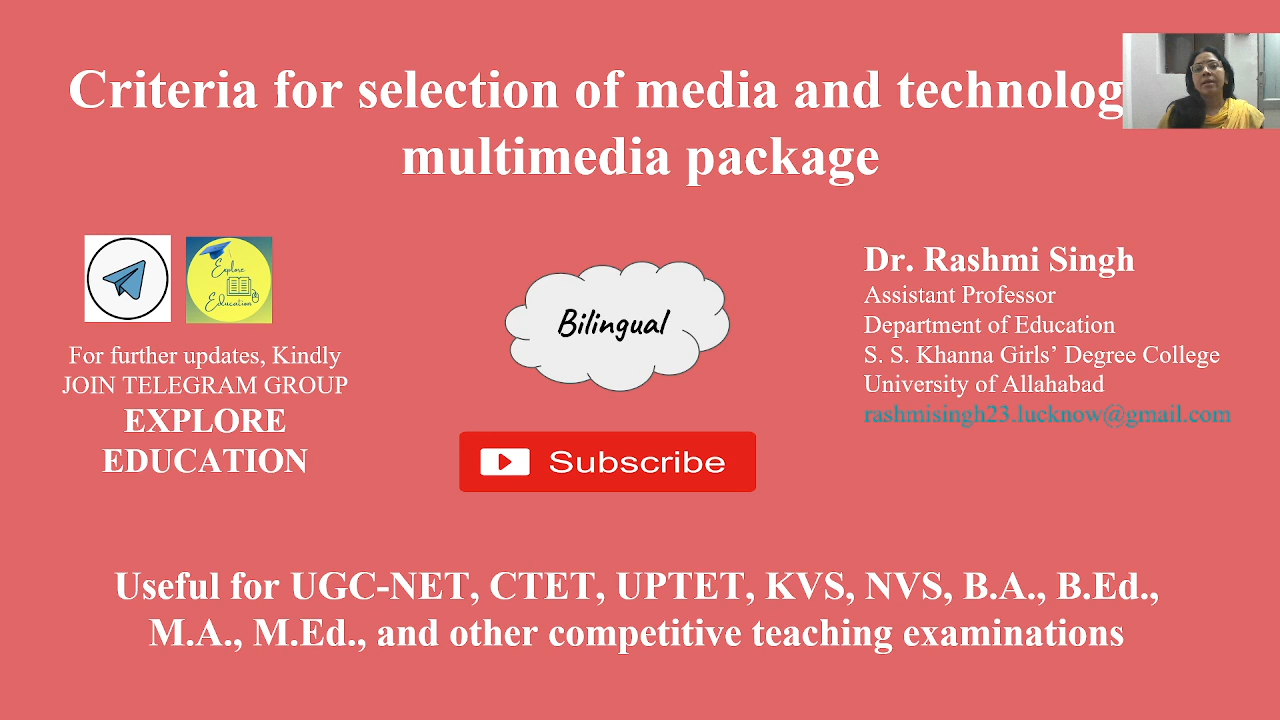 Criteria for selection of media and technolog
multimedia package
Explore
Education
For further updates, Kindly
JOIN TELEGRAM GROUP
EXPLORE
EDUCATION
Bilingual
Subscribe
Dr. Rashmi Singh
Assistant Professor
Department of Education
S. S. Khanna Girls’ Degree College
University of Allahabad
rashmisingh23.lucknow@gmail.com
Useful for UGC-NET, CTET, UPTET, KVS, NVS, B.A., B.Ed.,
M.A., M.Ed., and other competitive teaching examinations